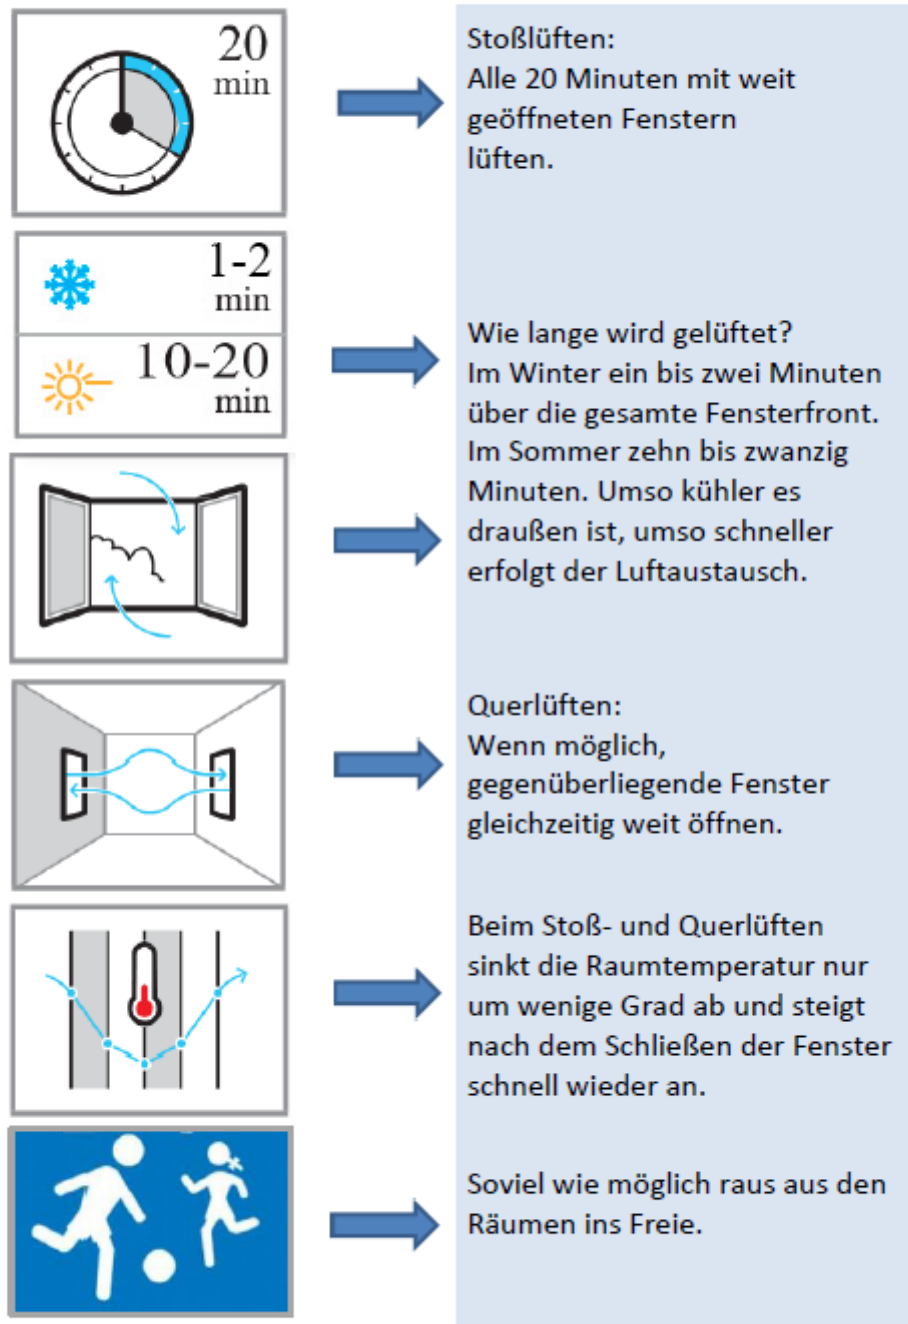 20
min
Stoßlüften:
Alle 20 Minuten mit weit
geöffneten Fenstern
lüften.
1-2
min
10-20
min
Wie lange wird gelüftet?
Im Winter ein bis zwei Minuten
über die gesamte Fensterfront.
Im Sommer zehn bis zwanzig
Minuten. Umso kühler es
draußen ist, umso schneller
erfolgt der Luftaustausch.
Querlüften:
Wenn möglich,
gegenüberliegende Fenster
gleichzeitig weit öffnen.
Beim Stoß- und Querlüften
sinkt die Raumtemperatur nur
um wenige Grad ab und steigt
nach dem Schließen der Fenster
schnell wieder an.
Soviel wie möglich raus aus den
Räumen ins Freie.